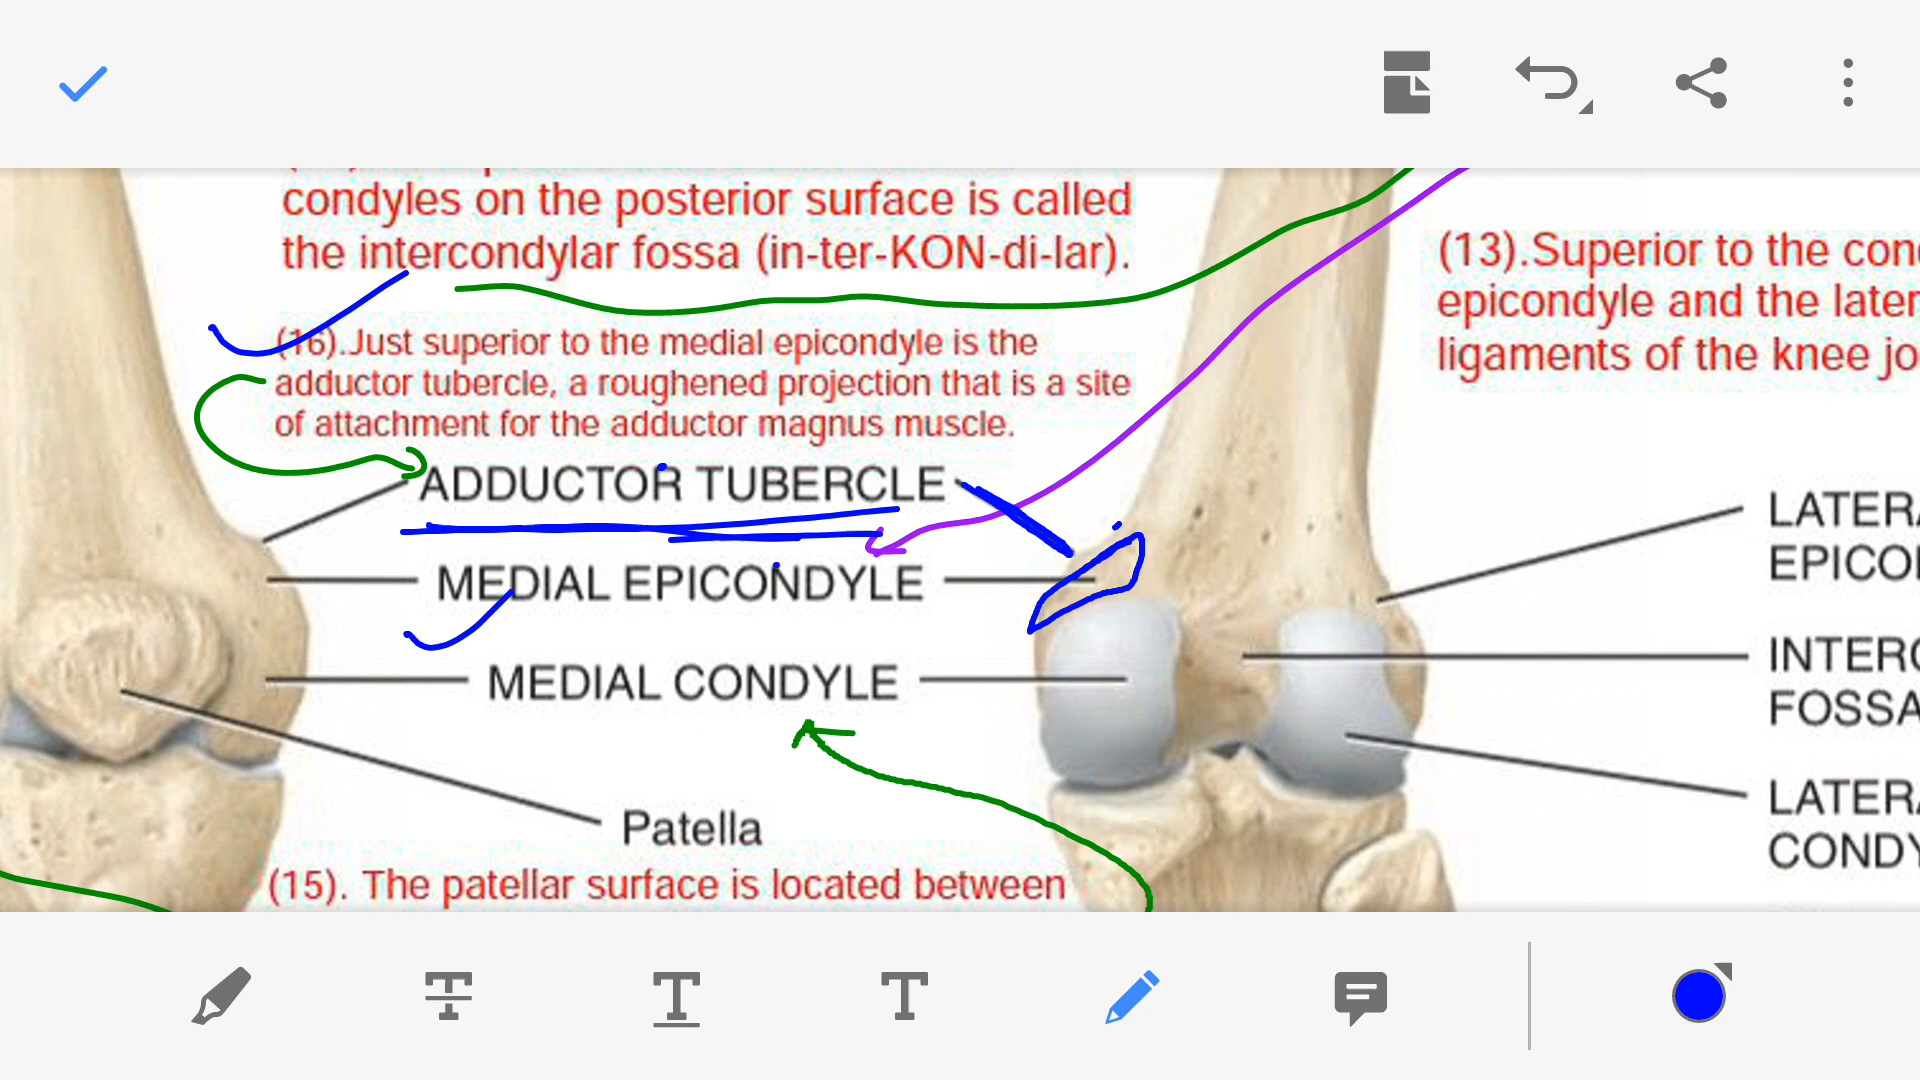 condyles on the posterior surface is called
the intercondylar fossa (in-ter-KON-di-lar).
(13).Superior to the con
epicondyle and the later
ligaments of the knee jo
(16).Just superior to the medial epicondyle is the
adductor tubercle, a roughened projection that is a site
of attachment for the adductor magnus muscle.
ADDUCTOR TUBERCLE
MEDIAL EPICONDYLE
MEDIAL CONDYLE
Patella
(15). The patellar surface is located between
LATERA
EPICO
INTERC
FOSSA
LATERA
CONDY